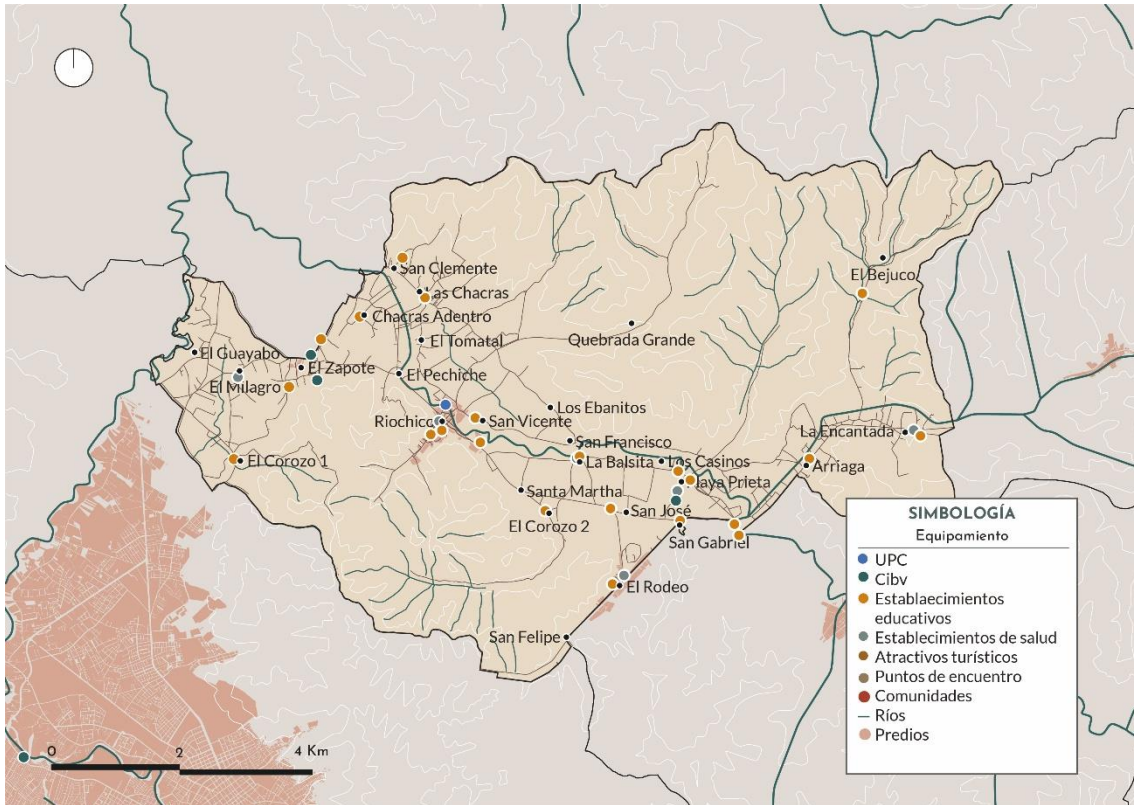 San Clemente
Las Chacras
El Bejuco
Chacras Adentro
Quebrada Grande
El Tomatal
El Guayabo
El Zapote
El Pechiche
El Milagro
Los Ebanitos
Riochico
San Vicente
La Encantada
San Francisco
El Corozo 1
La Balsita
Los Casinos
Arriaga
Jaya Prieta
Santa Martha
El Corozo 2
San José
San Gabriel
El Rodeo
San Felipe
SIMBOLOGÍA
Equipamiento
UPC
Cibv
Establaecimientos
educativos
Establecimientos de salud
Atractivos turísticos
Puntos de encuentro
Comunidades
Ríos
Predios
0 2 4 Km